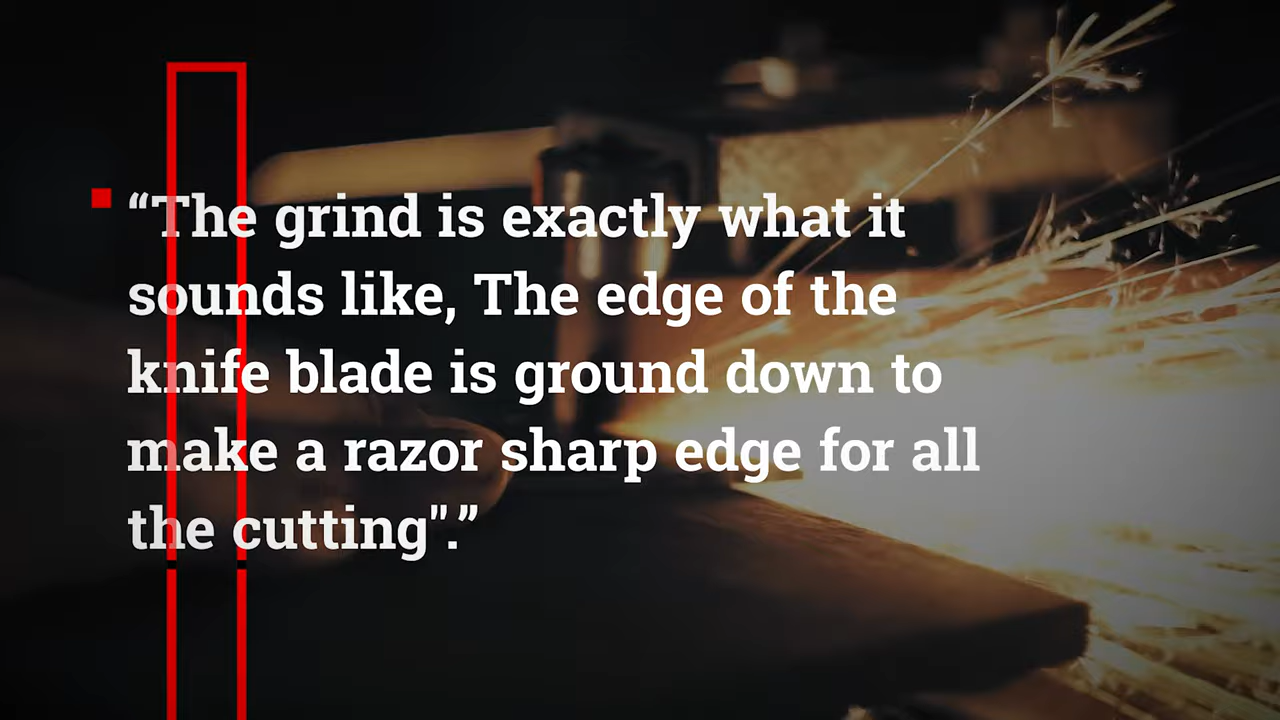 “The grind is exactly what it
sounds like, The edge of the
knife blade is ground down to
make a razor sharp edge for all
the cutting".”